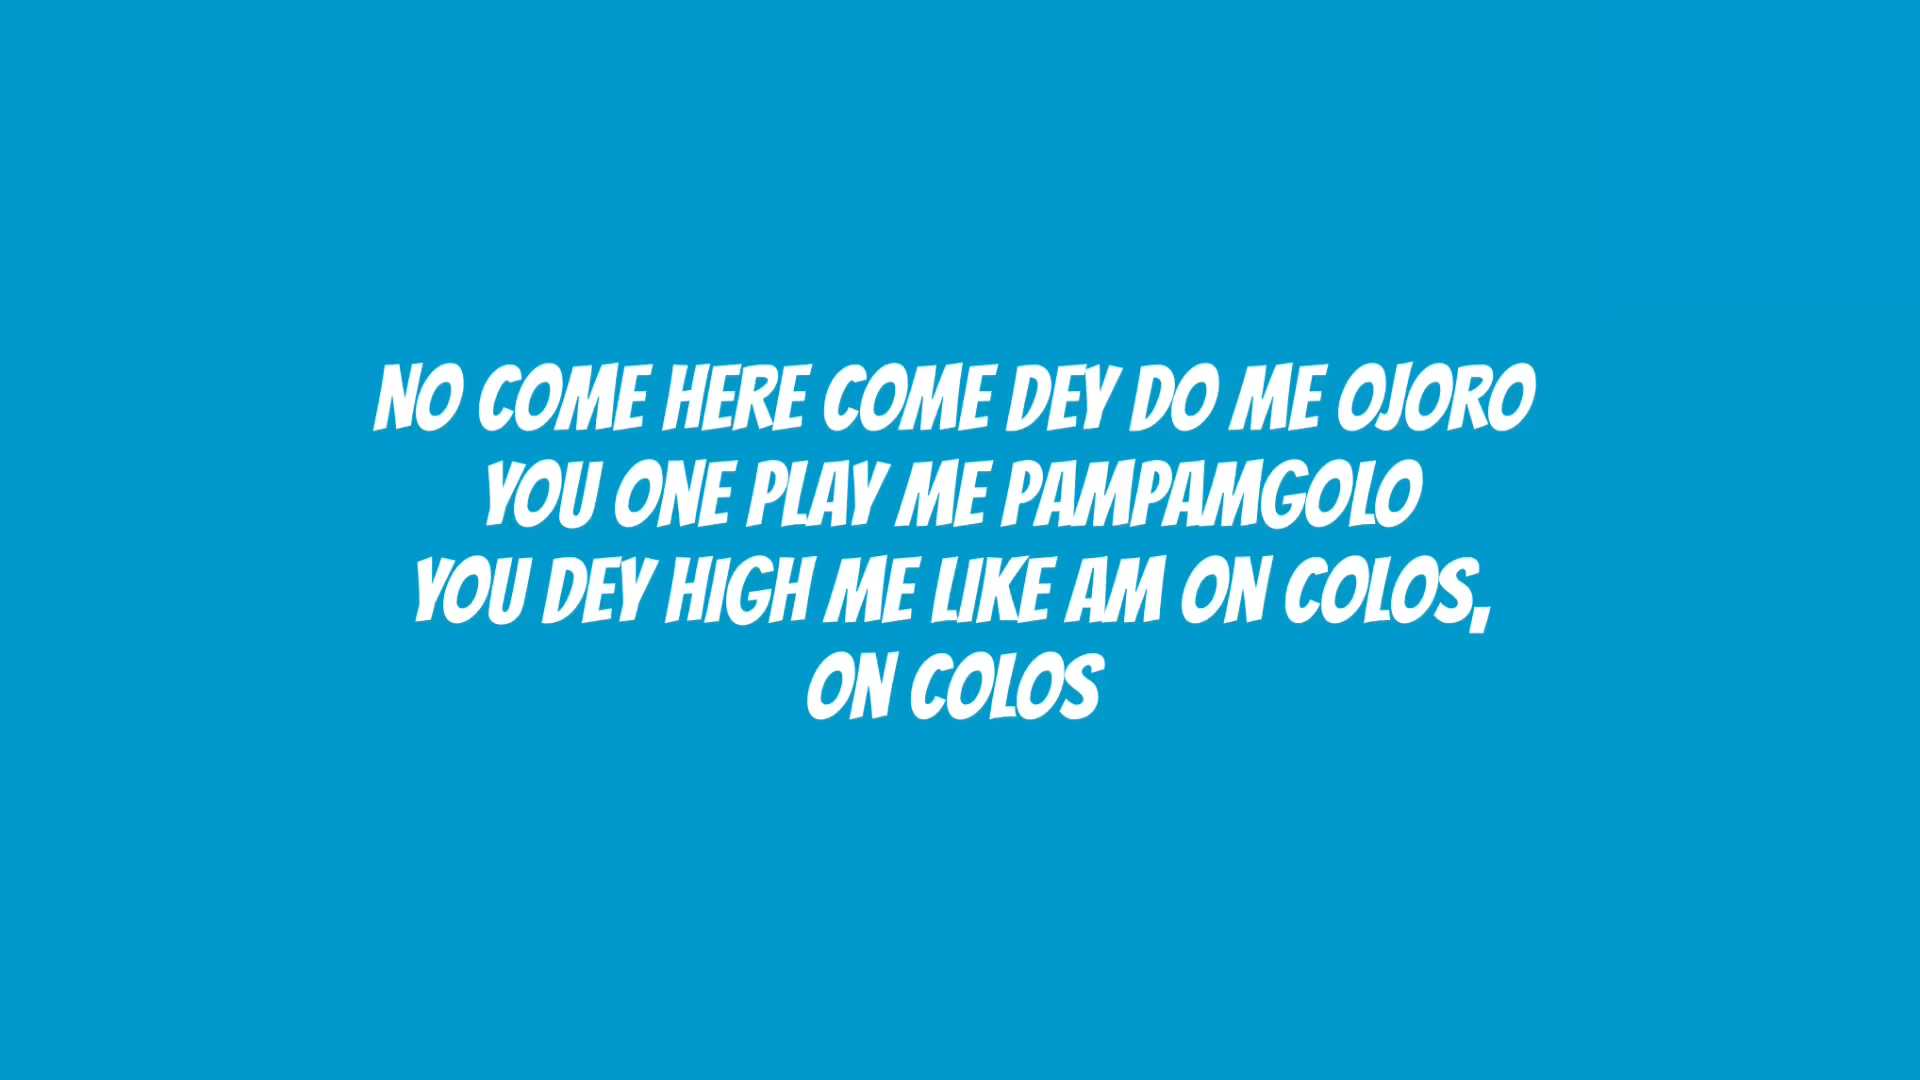 NO COME HERE COME DEY DO ME OJORO
YOU ONE PLAY ME PAMPAMGOLO
YOU DEY HIGH ME LIKE AM ON COLOS,
ON COLOS